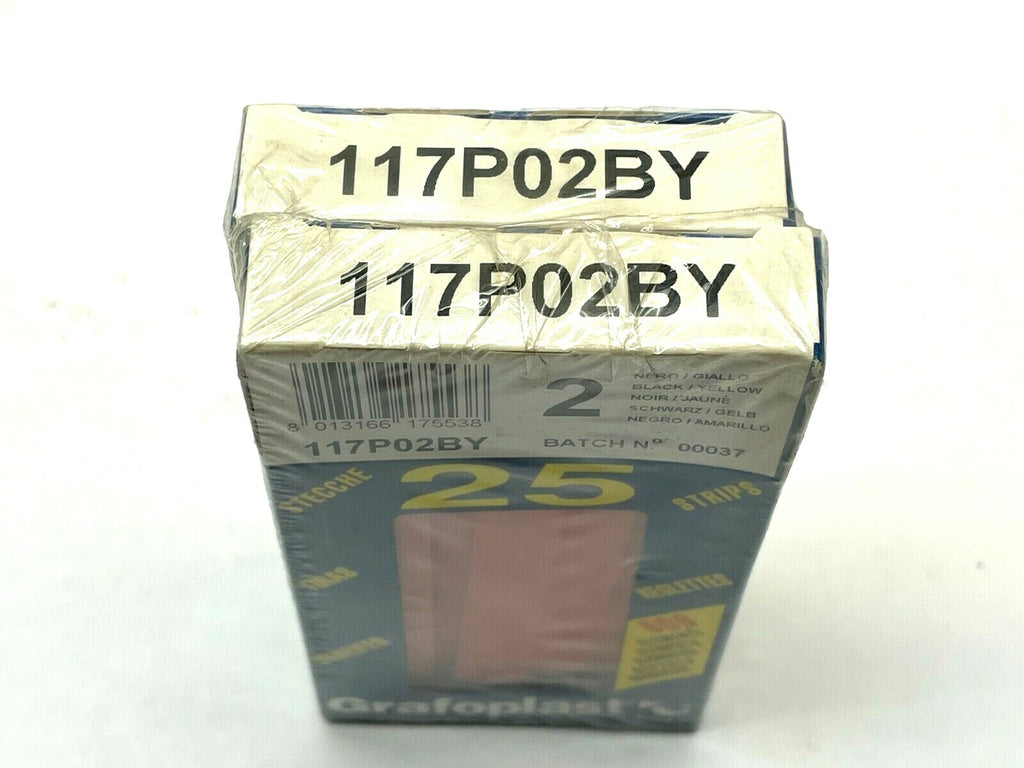 117P02BY
117P02BY
8 013166 175538
117P02BY
2
NERO / GIALLO
BLACK / YELLOW
NOIR / JAUNE
SCHWARZ / GELB
NEGRO / AMARILLO
BATCH N.° 00037
STECCHE
25
STRIPS
REGLETTES
Grafoplast